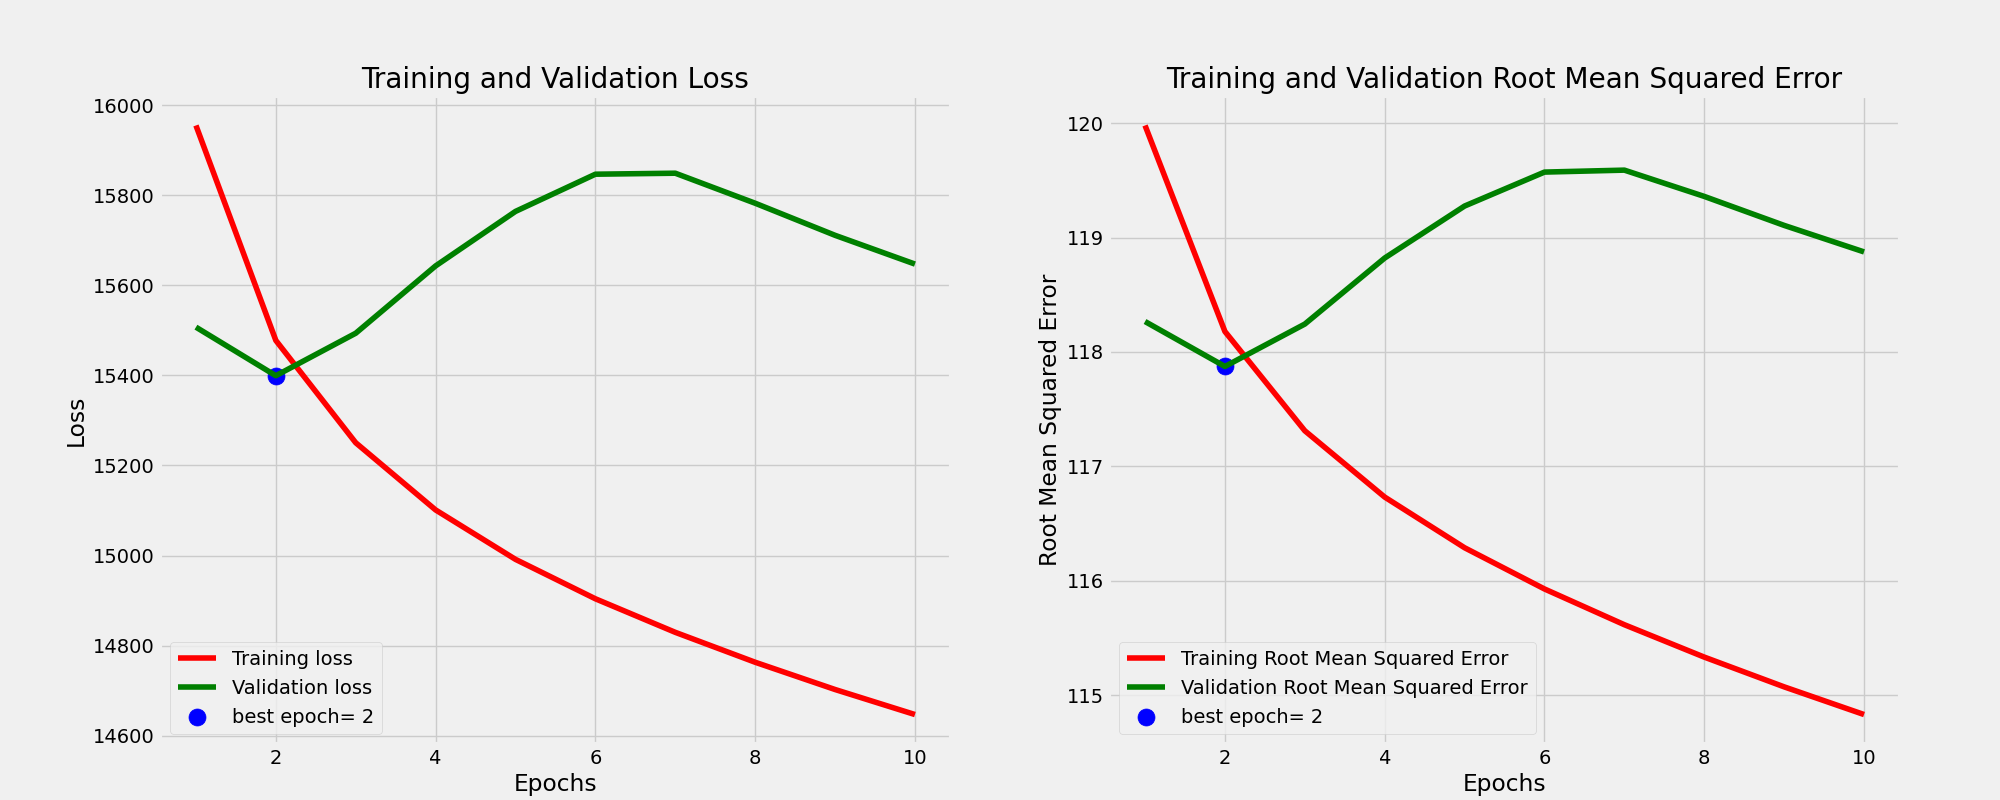 Training and Validation Loss
16000
15800
15600
15400
15200
15000
14800
14600
Loss
Training loss
Validation loss
best epoch= 2
2 4 6 8 10
Epochs
Training and Validation Root Mean Squared Error
120
119
118
117
116
115
Root Mean Squared Error
Training Root Mean Squared Error
Validation Root Mean Squared Error
best epoch= 2
2 4 6 8 10
Epochs